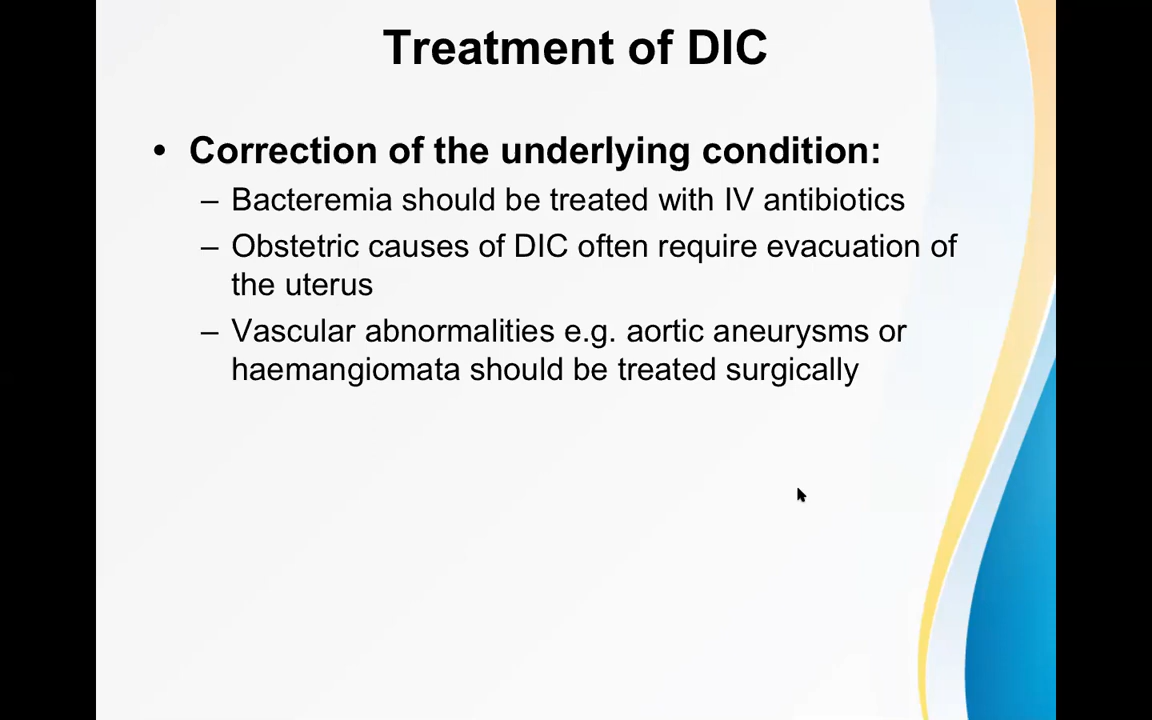 Treatment of DIC
• Correction of the underlying condition:
– Bacteremia should be treated with IV antibiotics
– Obstetric causes of DIC often require evacuation of
the uterus
– Vascular abnormalities e.g. aortic aneurysms or
haemangiomata should be treated surgically